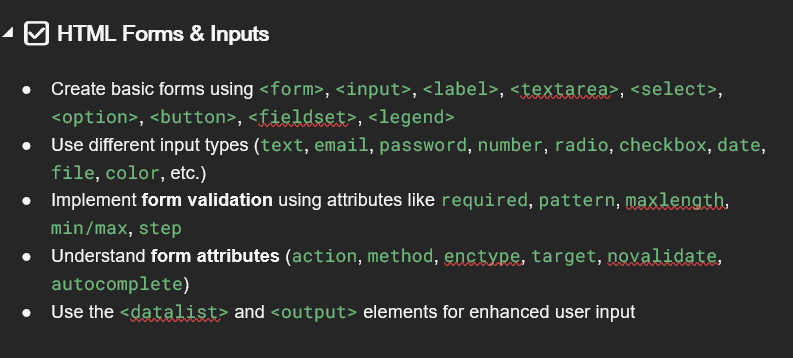 HTML Forms & Inputs
● Create basic forms using <form>, <input>, <label>, <textarea>, <select>,
<option>, <button>, <fieldset>, <legend>
● Use different input types (text, email, password, number, radio, checkbox, date,
file, color, etc.)
● Implement form validation using attributes like required, pattern, maxlength,
min/max, step
● Understand form attributes (action, method, enctype, target, novalidate,
autocomplete)
● Use the <datalist> and <output> elements for enhanced user input